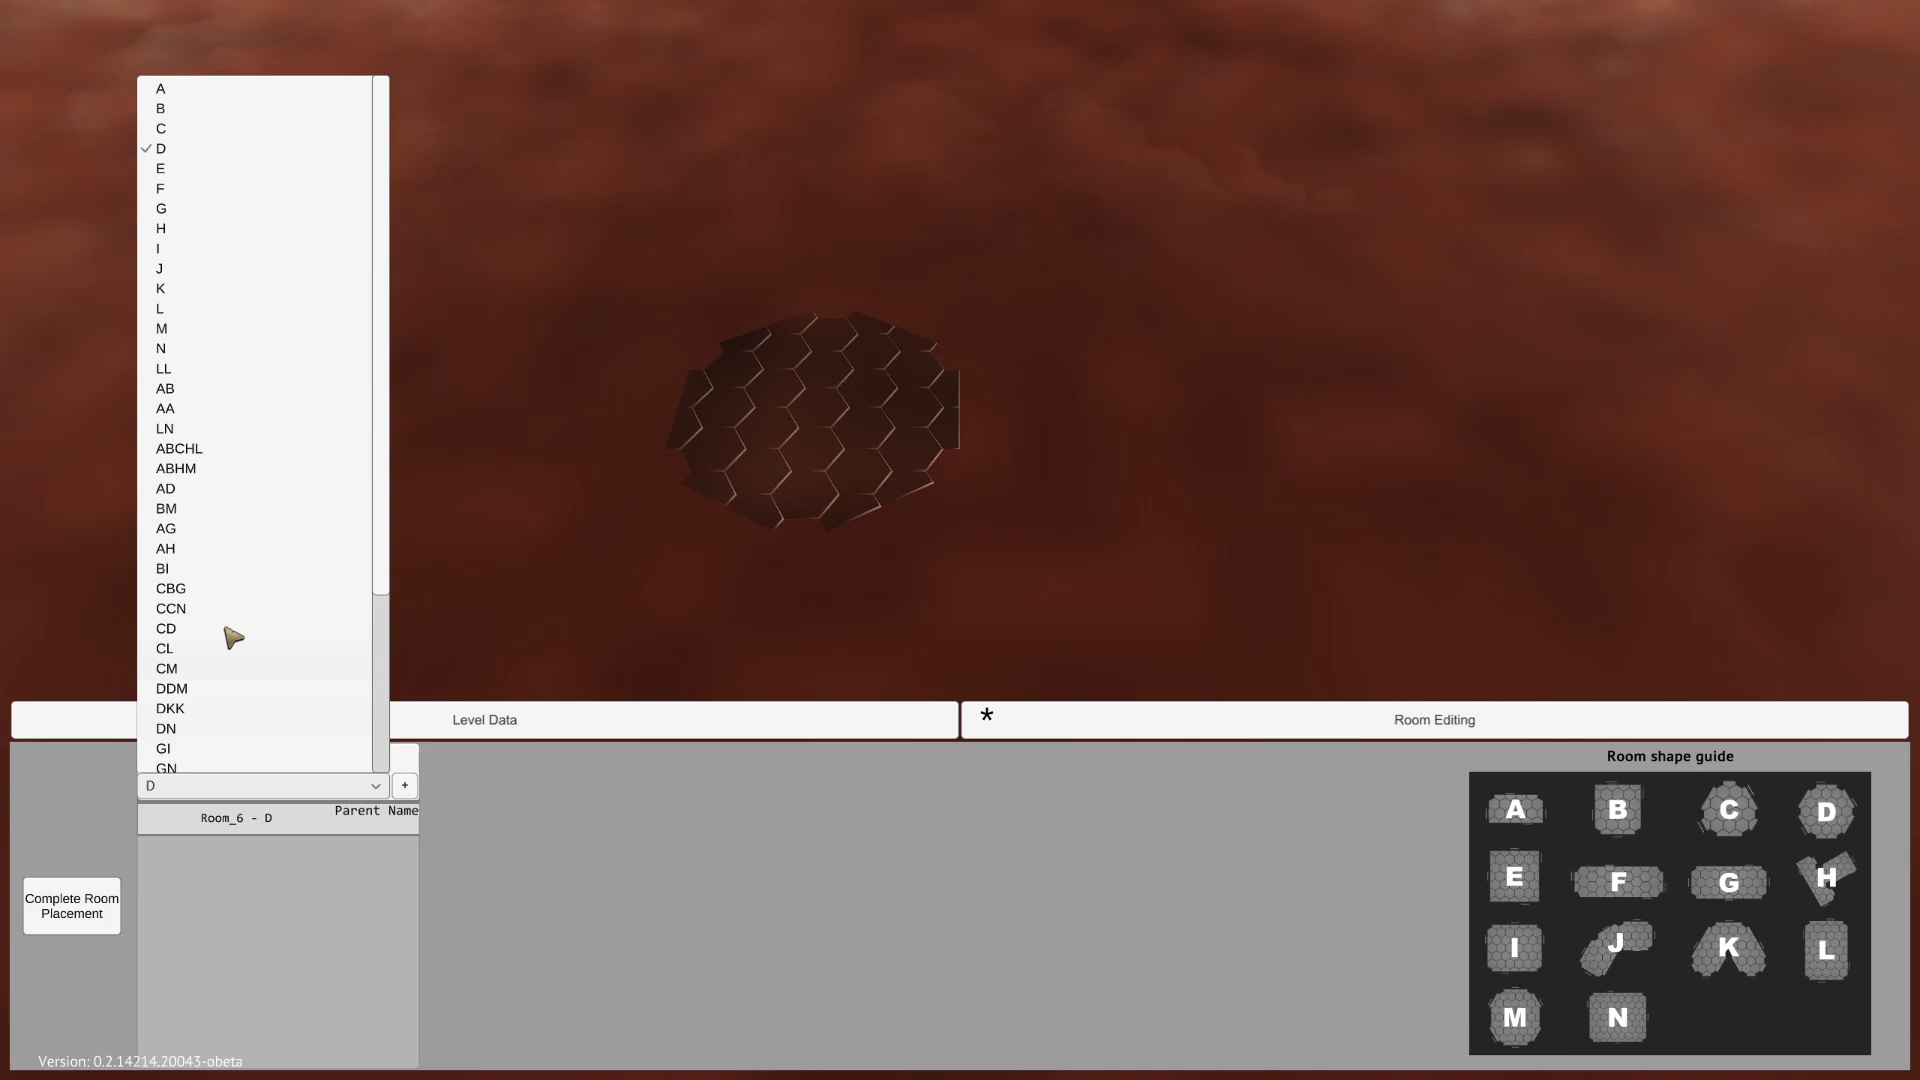 A
B
C
D
E
F
G
H
I
J
K
L
M
N
LL
AB
AA
LN
ABCHL
ABHM
AD
BM
AG
AH
BI
CBG
CCN
CD
CL
CM
DDM
DKK
DN
GI
GN
Level Data
* Room Editing
D
+
Room_6 - D
Parent Name
Complete Room
Placement
Room shape guide
A B C D
E F G H
I J K L
M N
Version: 0.2.14214.20043-obeta